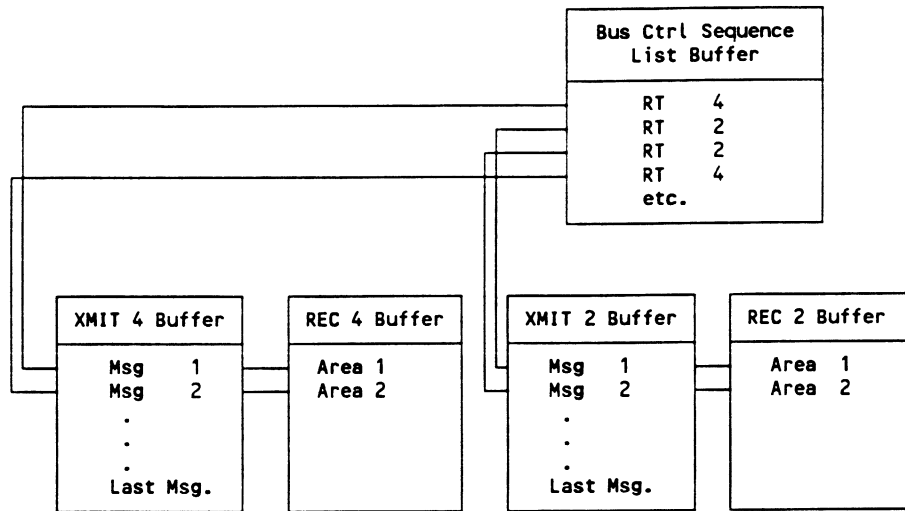 Bus Ctrl Sequence
List Buffer
RT 4
RT 2
RT 2
RT 4
etc.
XMIT 4 Buffer
Msg 1
Msg 2
.
.
.
Last Msg.
REC 4 Buffer
Area 1
Area 2
XMIT 2 Buffer
Msg 1
Msg 2
.
.
.
Last Msg.
REC 2 Buffer
Area 1
Area 2